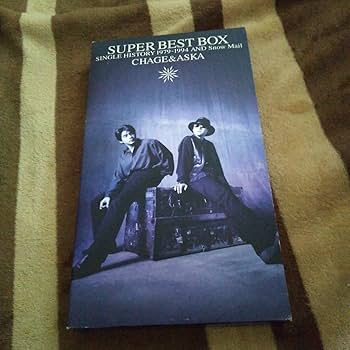 SUPER BEST BOX
SINGLE HISTORY 1979-1994 AND Snow Mail
CHAGE&ASKA